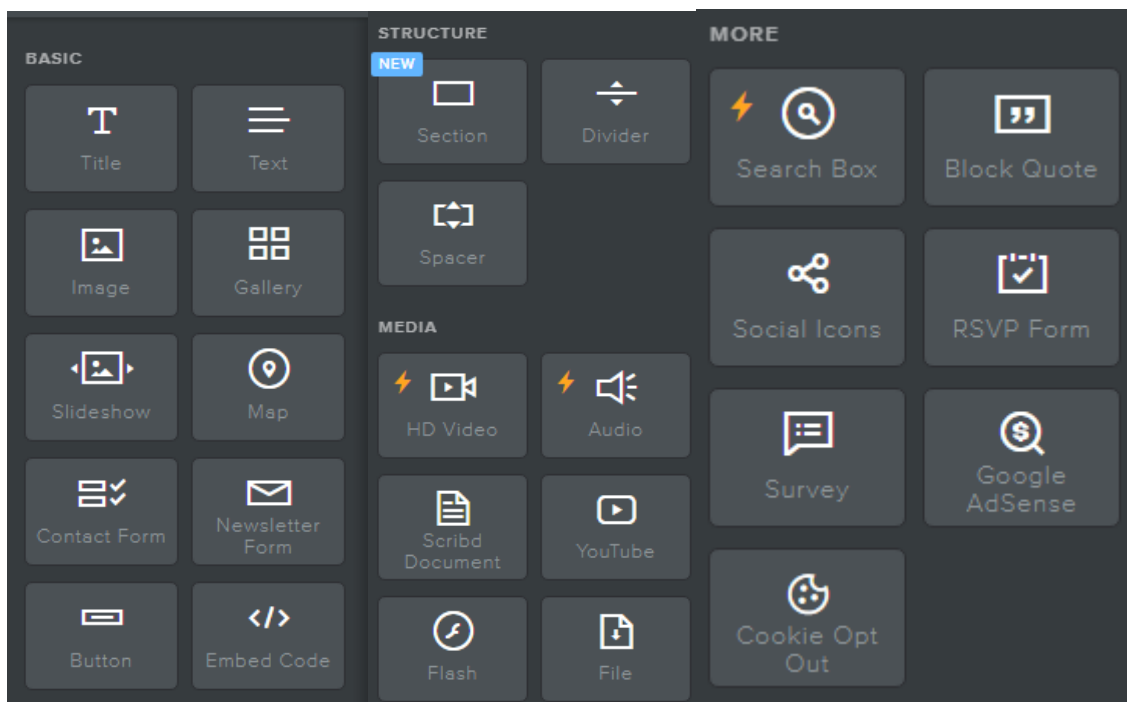 BASIC
Title
Text
Image
Gallery
Slideshow
Map
Contact Form
Newsletter
Form
Button
Embed Code
STRUCTURE
NEW
Section
Divider
Spacer
MEDIA
HD Video
Audio
Scribd
Document
YouTube
Flash
File
MORE
Search Box
Block Quote
Social Icons
RSVP Form
Survey
Google
AdSense
Cookie Opt
Out